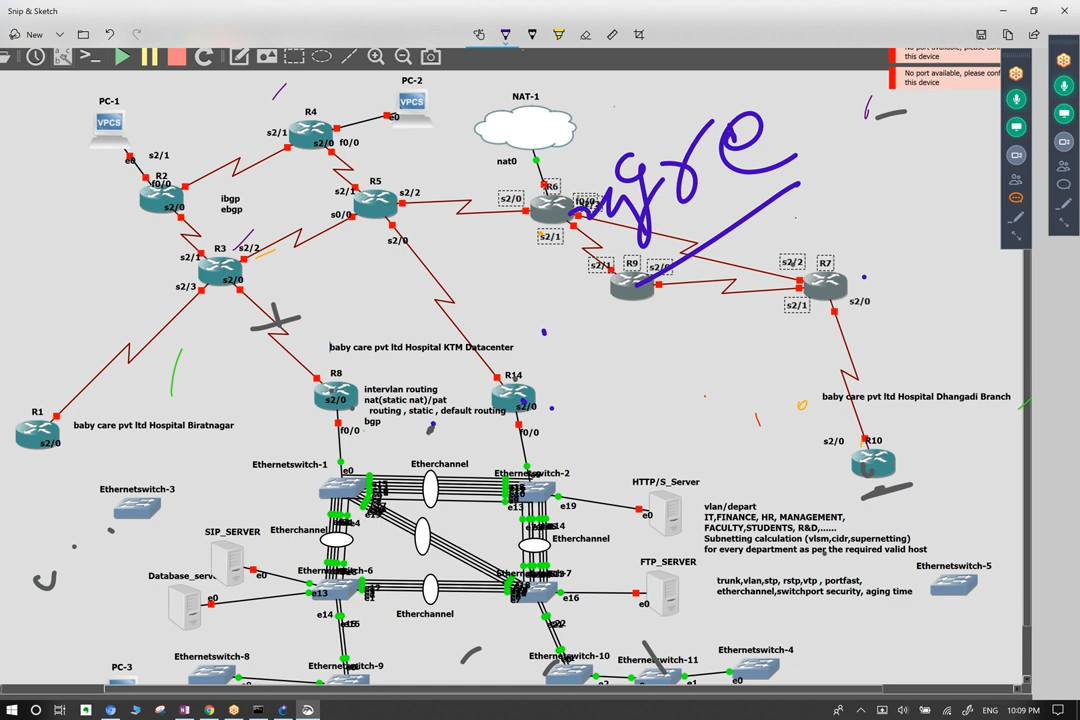 Snip & Sketch
New
No port available, please conf
this device
No port available, please conf
this device
PC-1
VPCS
e0
s2/1
R2
f0/0
s2/0
R4
s2/1
s2/0
f0/0
PC-2
VPCS
e0
ibgp
ebgp
R5
s2/1
s2/2
s0/0
s2/0
NAT-1
nat0
R6
s2/0
s2/1
R9
s2/1
R7
s2/2
s2/1
s2/0
R3
s2/1
s2/2
s2/0
s2/3
R1
s2/0
baby care pvt ltd Hospital Biratnagar
baby care pvt ltd Hospital KTM Datacenter
R8
s2/0
f0/0
intervlan routing
nat(static nat)/pat
routing , static , default routing
bgp
R14
s2/0
f0/0
baby care pvt ltd Hospital Dhangadi Branch
s2/0
R10
Ethernetswitch-1
e0
Etherchannel
Ethernetswitch-2
e13
e19
HTTP/S_Server
e0
Ethernetswitch-3
SIP_SERVER
e0
Etherchannel
Etherchannel
vlan/depart
IT,FINANCE, HR, MANAGEMENT,
FACULTY,STUDENTS, R&D,......
Subnetting calculation (vlsm,cidr,supernetting)
for every department as per the required valid host
trunk,vlan,stp, rstp,vtp , portfast,
etherchannel,switchport security, aging time
Ethernetswitch-5
Ethernetswitch-6
e13
e14
Etherchannel
e16
FTP_SERVER
e0
e0
Ethernetswitch-8
Ethernetswitch-9
PC-3
Ethernetswitch-10
Ethernetswitch-11
Ethernetswitch-4
e1
e0
ENG
10:09 PM